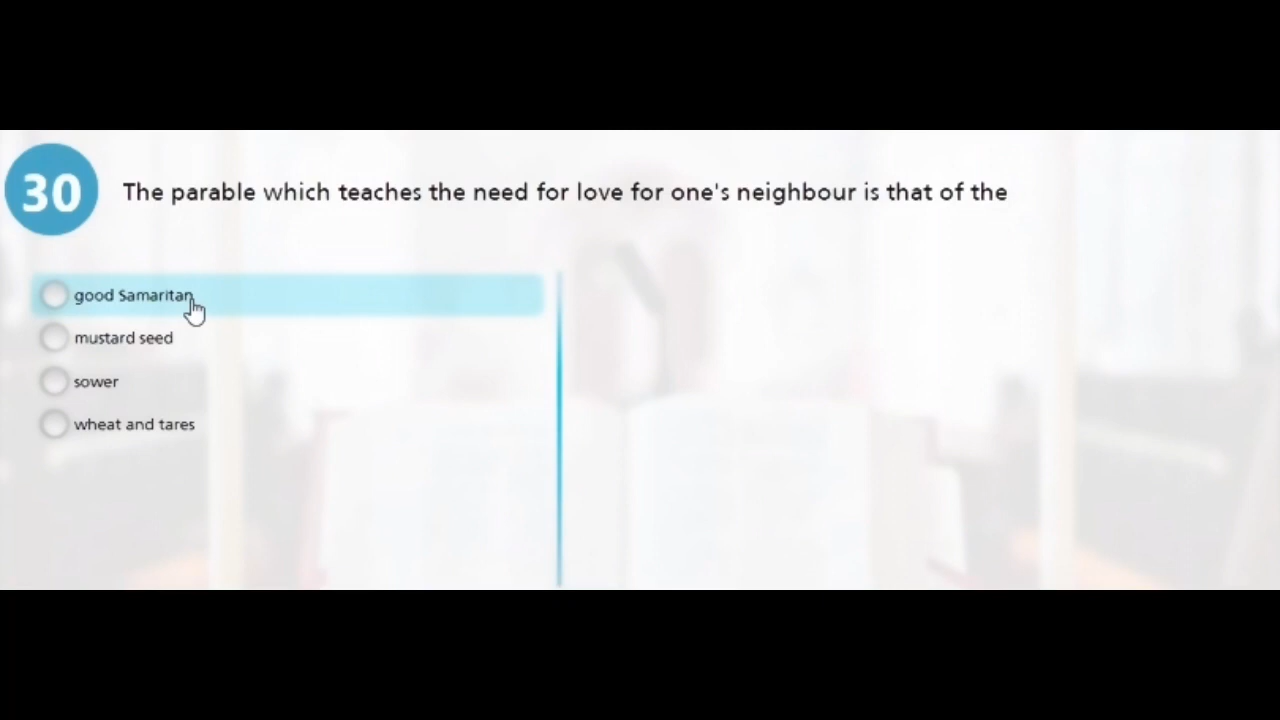 30
The parable which teaches the need for love for one's neighbour is that of the
good Samaritan
mustard seed
sower
wheat and tares